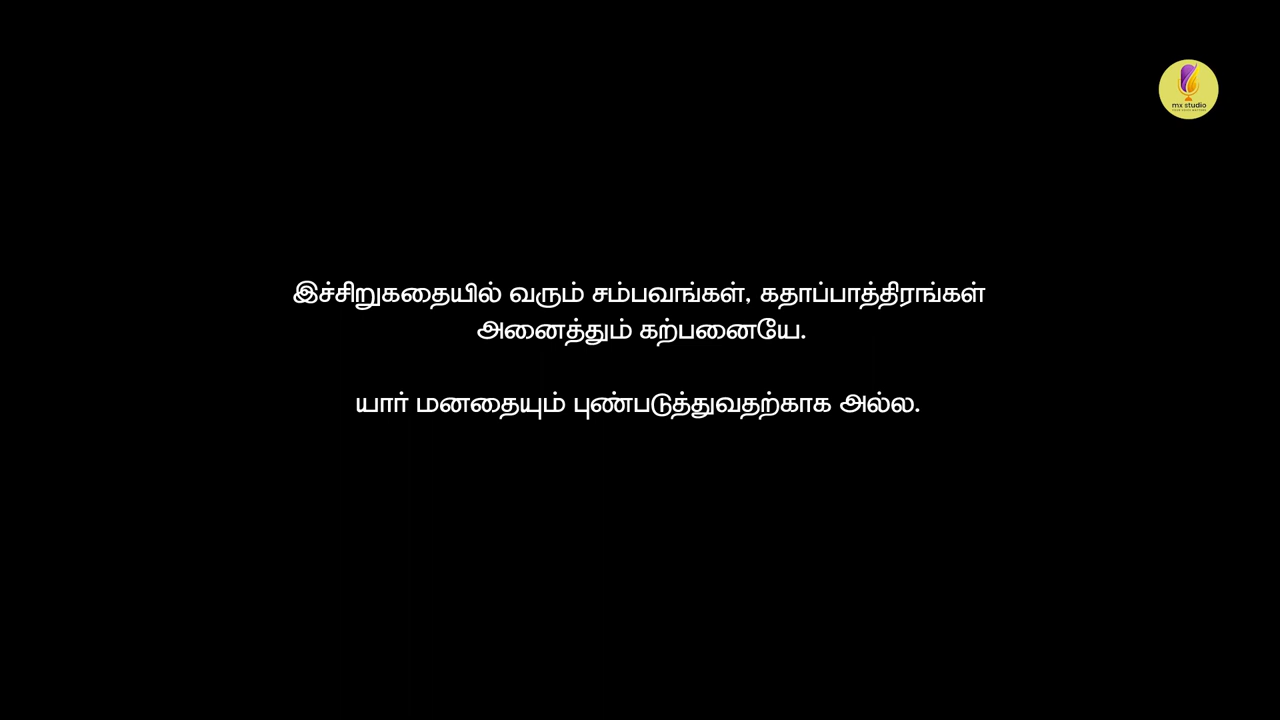 mx studio
இச்சிறுகதையில் வரும் சம்பவங்கள், கதாப்பாத்திரங்கள்
அனைத்தும் கற்பனையே.
யார் மனதையும் புண்படுத்துவதற்காக அல்ல.